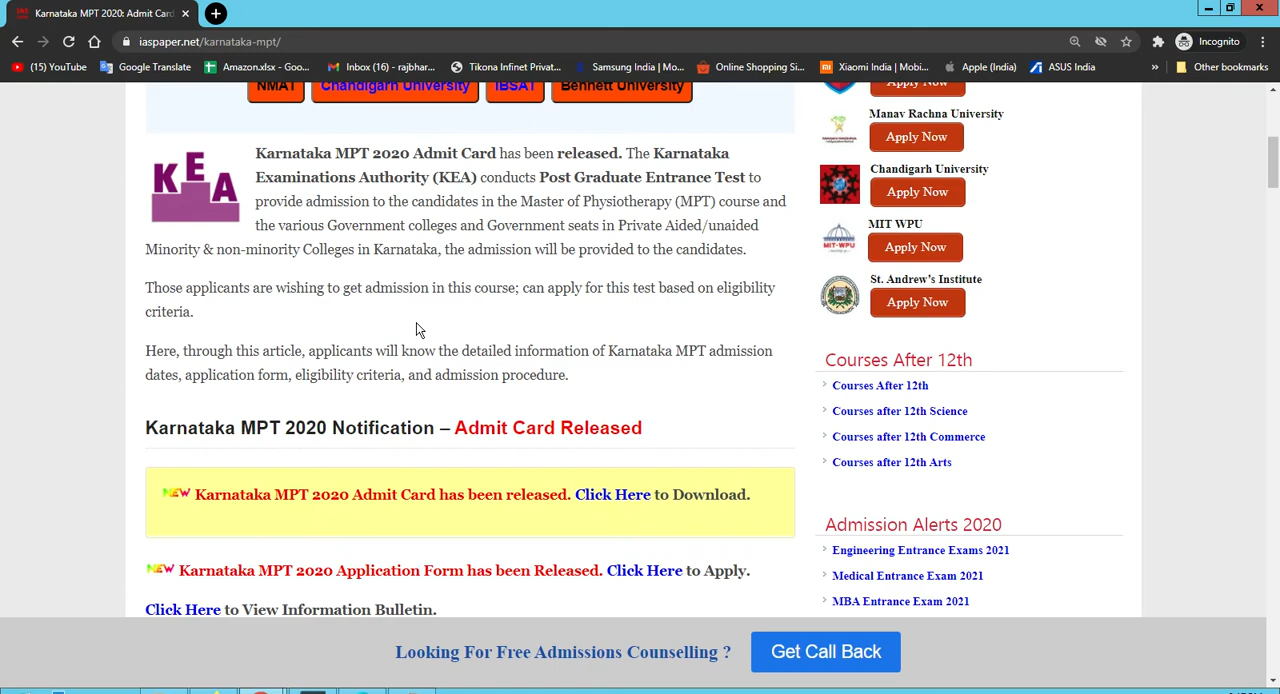 Karnataka MPT 2020: Admit Card
iaspaper.net/karnataka-mpt/
Incognito
(15) YouTube
Google Translate
Amazon.xlsx - Goo...
Inbox (16) - rajbhar...
Tikona Infinet Privat...
Samsung India | Mo...
Online Shopping Si...
Xiaomi India | Mobi...
Apple (India)
ASUS India
»
Other bookmarks
NMAT
Chandigarh University
IBSAT
Bennett University
KEA
Karnataka MPT 2020 Admit Card has been released. The Karnataka
Examinations Authority (KEA) conducts Post Graduate Entrance Test to
provide admission to the candidates in the Master of Physiotherapy (MPT) course and
the various Government colleges and Government seats in Private Aided/unaided
Minority & non-minority Colleges in Karnataka, the admission will be provided to the candidates.
Those applicants are wishing to get admission in this course; can apply for this test based on eligibility
criteria.
Here, through this article, applicants will know the detailed information of Karnataka MPT admission
dates, application form, eligibility criteria, and admission procedure.
Karnataka MPT 2020 Notification – Admit Card Released
NEW Karnataka MPT 2020 Admit Card has been released. Click Here to Download.
NEW Karnataka MPT 2020 Application Form has been Released. Click Here to Apply.
Click Here to View Information Bulletin.
Apply Now
Manav Rachna University
Apply Now
Chandigarh University
Apply Now
MIT WPU
MIT-WPU
Apply Now
St. Andrew's Institute
Apply Now
Courses After 12th
Courses After 12th
Courses after 12th Science
Courses after 12th Commerce
Courses after 12th Arts
Admission Alerts 2020
Engineering Entrance Exams 2021
Medical Entrance Exam 2021
MBA Entrance Exam 2021
Looking For Free Admissions Counselling ?
Get Call Back